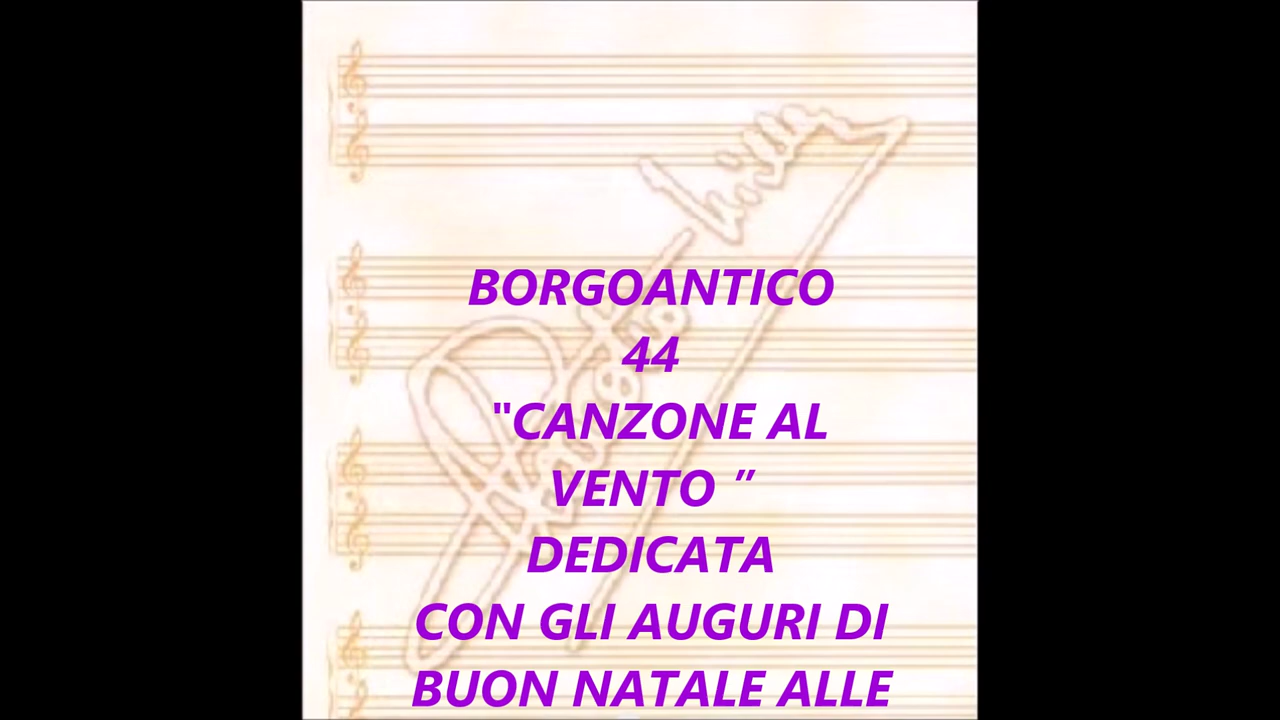 BORGOANTICO
44
"CANZONE AL
VENTO ”
DEDICATA
CON GLI AUGURI DI
BUON NATALE ALLE